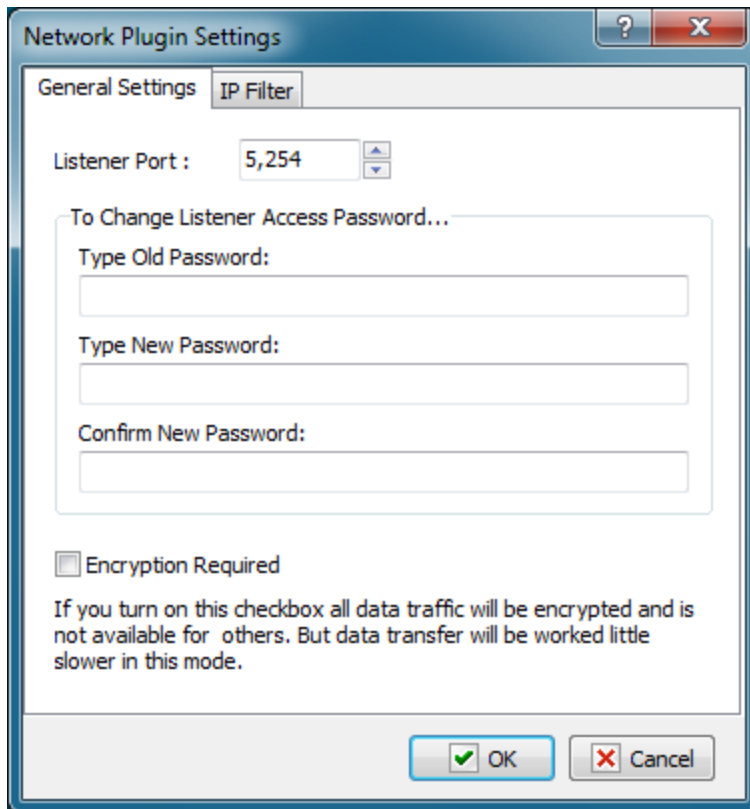 Network Plugin Settings
?
General Settings IP Filter
Listener Port : 5,254
To Change Listener Access Password...
Type Old Password:
Type New Password:
Confirm New Password:
Encryption Required
If you turn on this checkbox all data traffic will be encrypted and is
not available for  others. But data transfer will be worked little
slower in this mode.
OK Cancel